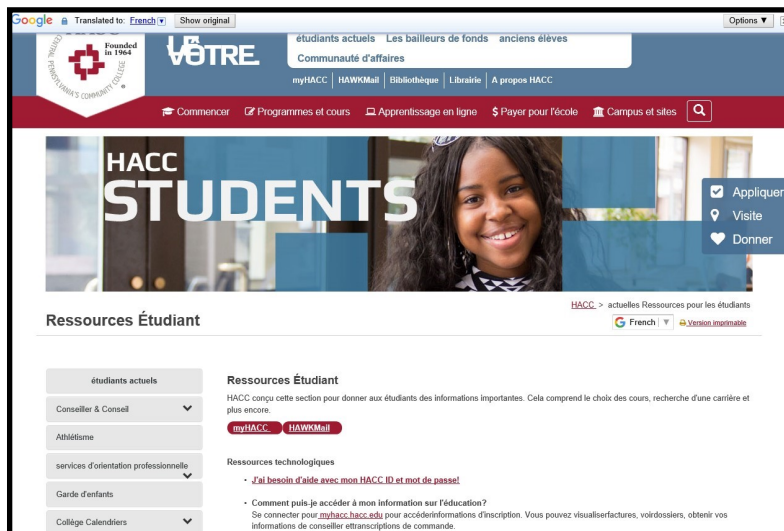 Google Translated to: French Show original Options ▼
Founded
in 1964
CENTRAL PENNSYLVANIA'S COMMUNITY COLLEGE
VÔTRE.
étudiants actuels Les bailleurs de fonds anciens élèves
Communauté d'affaires
myHACC HAWKMail Bibliothèque Librairie A propos HACC
Commencer Programmes et cours Apprentissage en ligne $ Payer pour l'école Campus et sites
HACC
STUDENTS
Appliquer
Visite
Donner
HACC > actuelles Ressources pour les étudiants
Ressources Étudiant
French ▼ Version imprimable
étudiants actuels
Conseiller & Conseil
Athlétisme
services d'orientation professionnelle
Garde d'enfants
Collège Calendriers
Ressources Étudiant
HACC conçu cette section pour donner aux étudiants des informations importantes. Cela comprend le choix des cours, recherche d'une carrière et
plus encore.
myHACC HAWKMail
Ressources technologiques
• J'ai besoin d'aide avec mon HACC ID et mot de passe!
• Comment puis-je accéder à mon information sur l'éducation?
Se connecter pour myhacc.hacc.edu pour accéderinformations d'inscription. Vous pouvez visualiserfactures, voirdossiers, obtenir vos
informations de conseiller ettranscriptions de commande.